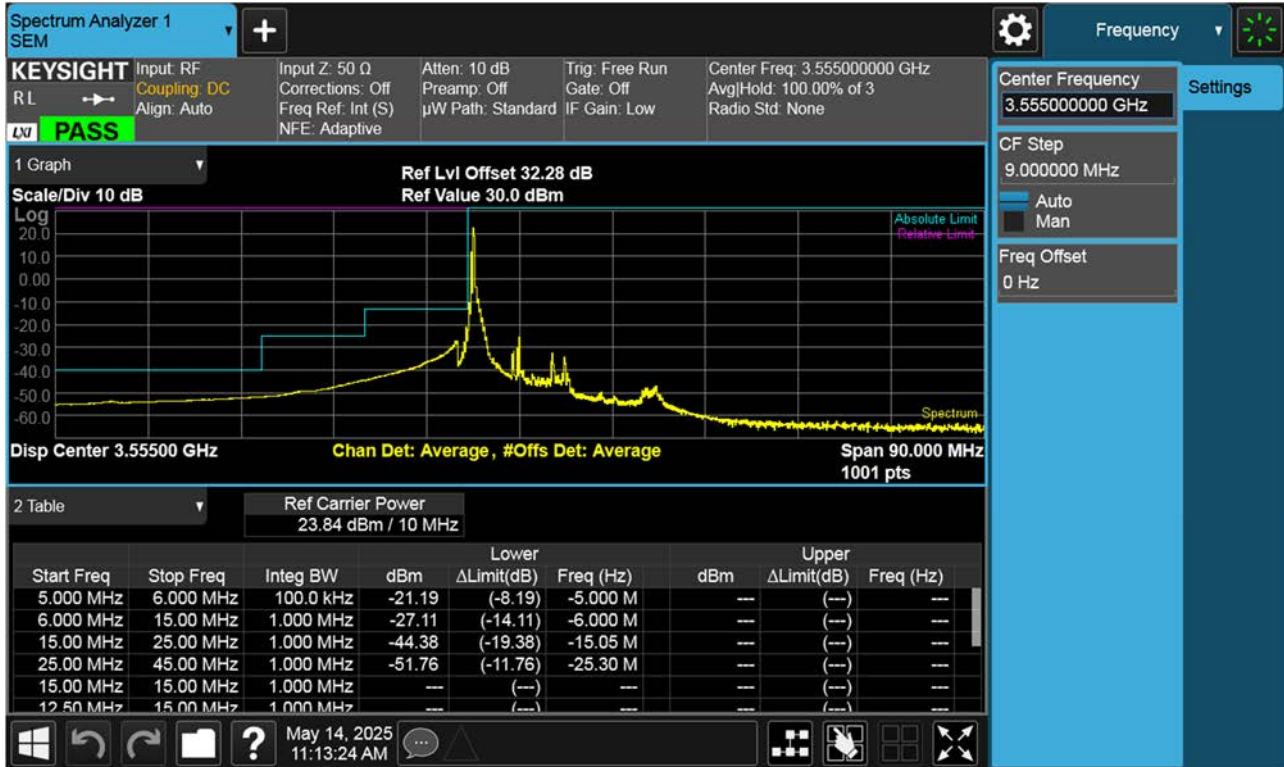 Spectrum Analyzer 1
SEM
Frequency
KEYSIGHT
RL
LXI
PASS
Input: RF
Coupling: DC
Align: Auto
Input Z: 50 Ω
Corrections: Off
Freq Ref: Int (S)
NFE: Adaptive
Atten: 10 dB
Preamp: Off
µW Path: Standard
Trig: Free Run
Gate: Off
IF Gain: Low
Center Freq: 3.555000000 GHz
Avg|Hold: 100.00% of 3
Radio Std: None
Center Frequency
3.555000000 GHz
Settings
CF Step
9.000000 MHz
Auto
Man
Freq Offset
0 Hz
1 Graph
Scale/Div 10 dB
Ref Lvl Offset 32.28 dB
Ref Value 30.0 dBm
Log
20.0
10.0
0.00
-10.0
-20.0
-30.0
-40.0
-50.0
-60.0
Absolute Limit
Relative Limit
Spectrum
Disp Center 3.55500 GHz
Chan Det: Average, #Offs Det: Average
Span 90.000 MHz
1001 pts
2 Table
Ref Carrier Power
23.84 dBm / 10 MHz
Lower Upper
Start Freq Stop Freq Integ BW dBm ΔLimit(dB) Freq (Hz) dBm ΔLimit(dB) Freq (Hz)
5.000 MHz 6.000 MHz 100.0 kHz -21.19 (-8.19) -5.000 M --- (---) ---
6.000 MHz 15.00 MHz 1.000 MHz -27.11 (-14.11) -6.000 M --- (---) ---
15.00 MHz 25.00 MHz 1.000 MHz -44.38 (-19.38) -15.05 M --- (---) ---
25.00 MHz 45.00 MHz 1.000 MHz -51.76 (-11.76) -25.30 M --- (---) ---
15.00 MHz 15.00 MHz 1.000 MHz --- (---) --- --- (---) ---
12.50 MHz 15.00 MHz 1.000 MHz --- (---) --- --- (---) ---
?
May 14, 2025
11:13:24 AM